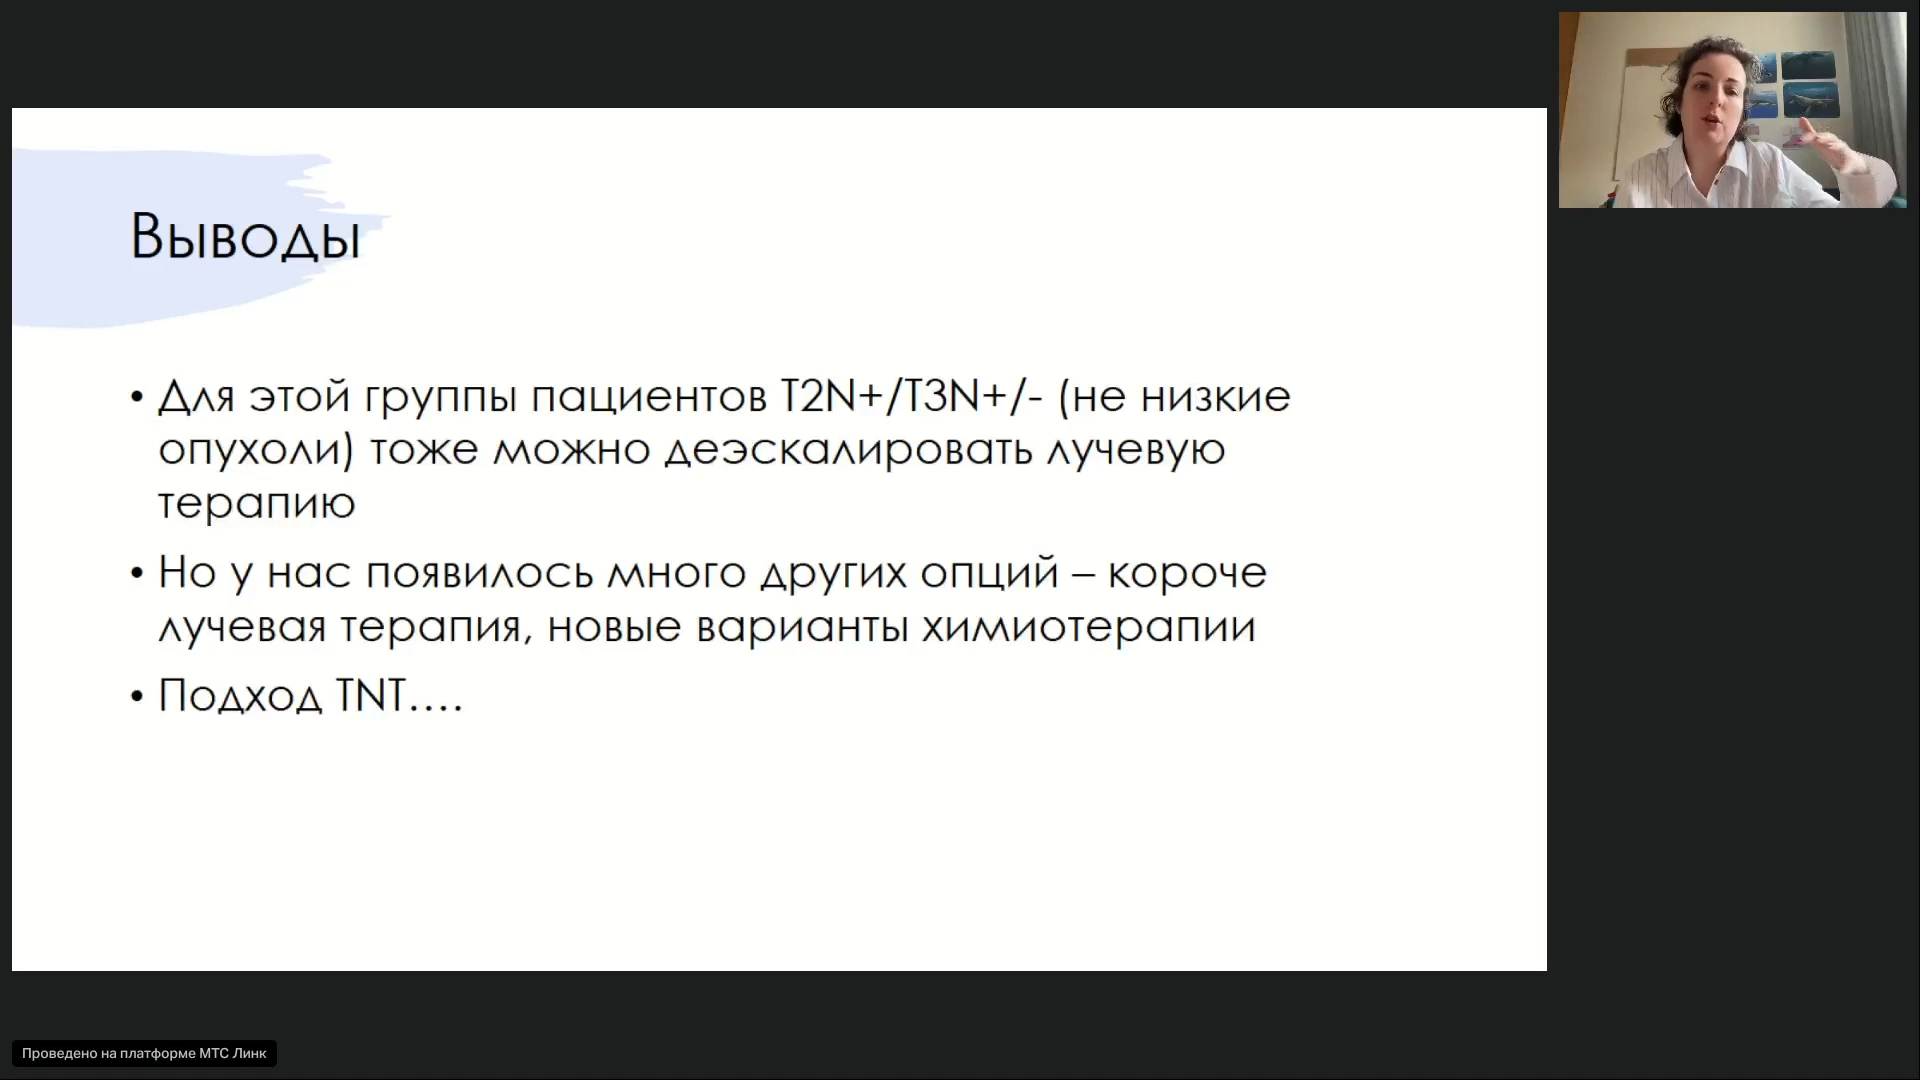 Выводы
• Для этой группы пациентов T2N+/T3N+/- (не низкие
опухоли) тоже можно деэскалировать лучевую
терапию
• Но у нас появилось много других опций – короче
лучевая терапия, новые варианты химиотерапии
• Подход TNT....
Проведено на платформе МТС Линк